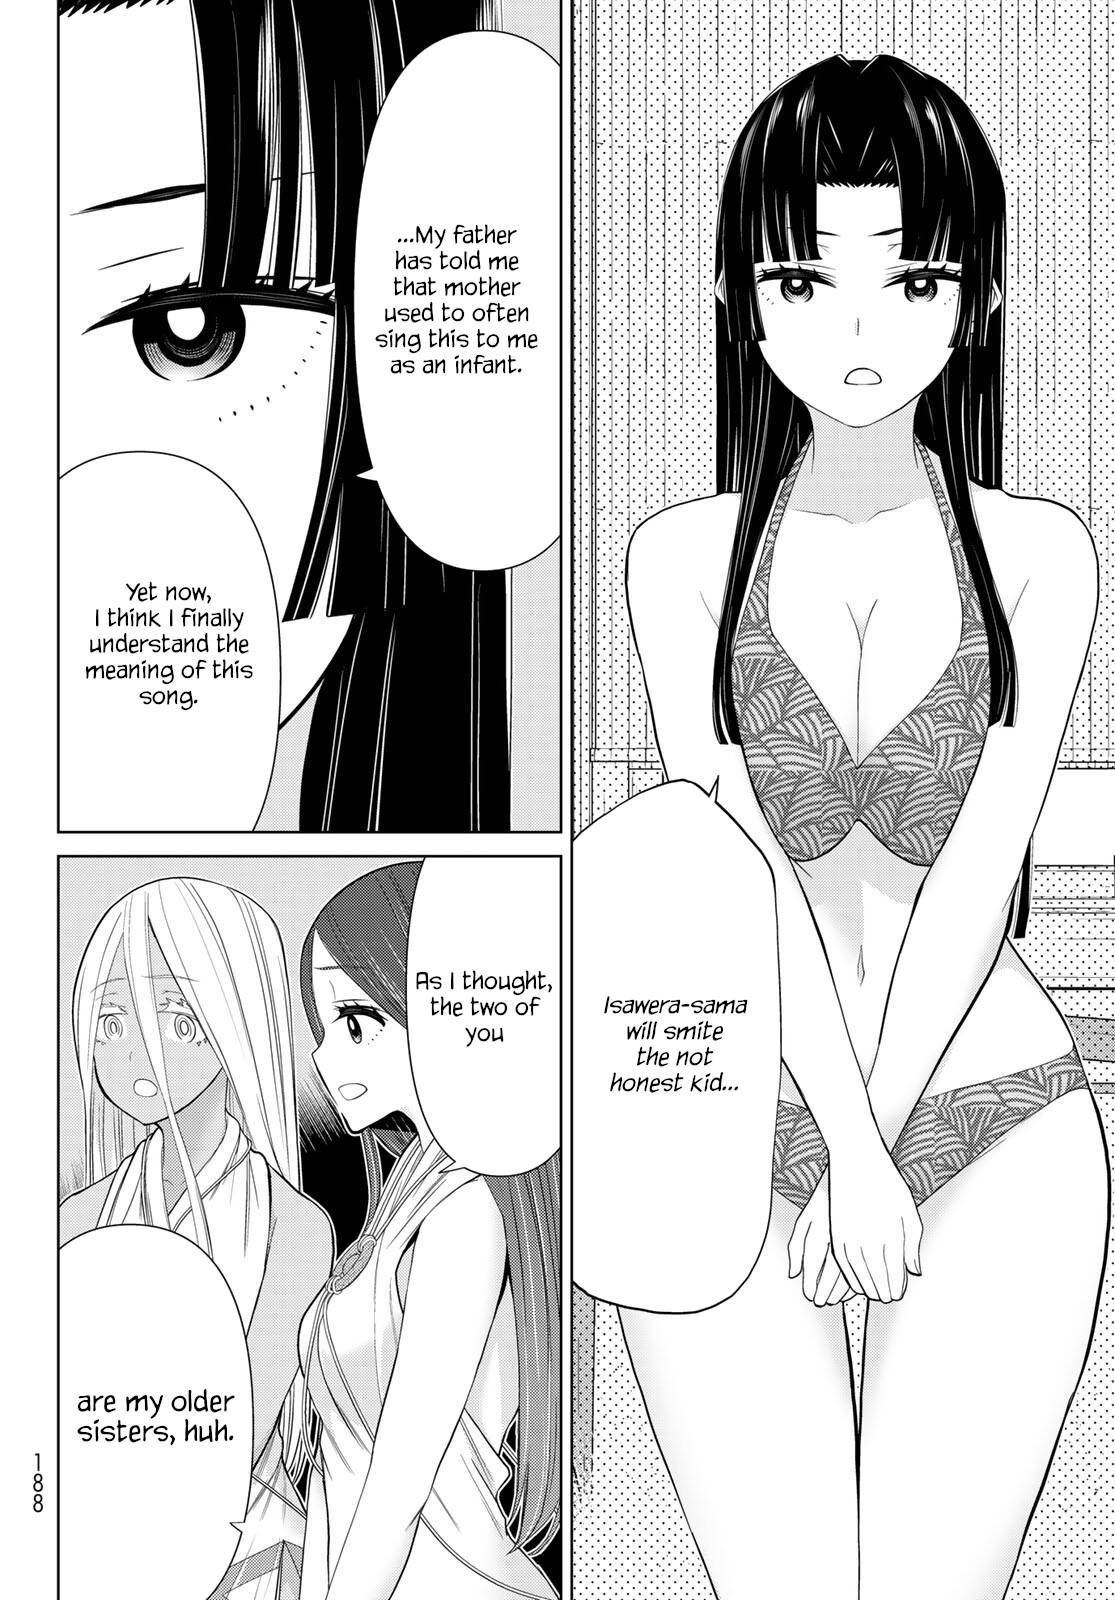 Isawera-sama
will smite
the not
honest kid...
...My father
has told me
that mother
used to often
sing this to me
as an infant.
Yet now,
I think I finally
understand the
meaning of this
song.
As I thought,
the two of
you
are my older
sisters, huh.
188